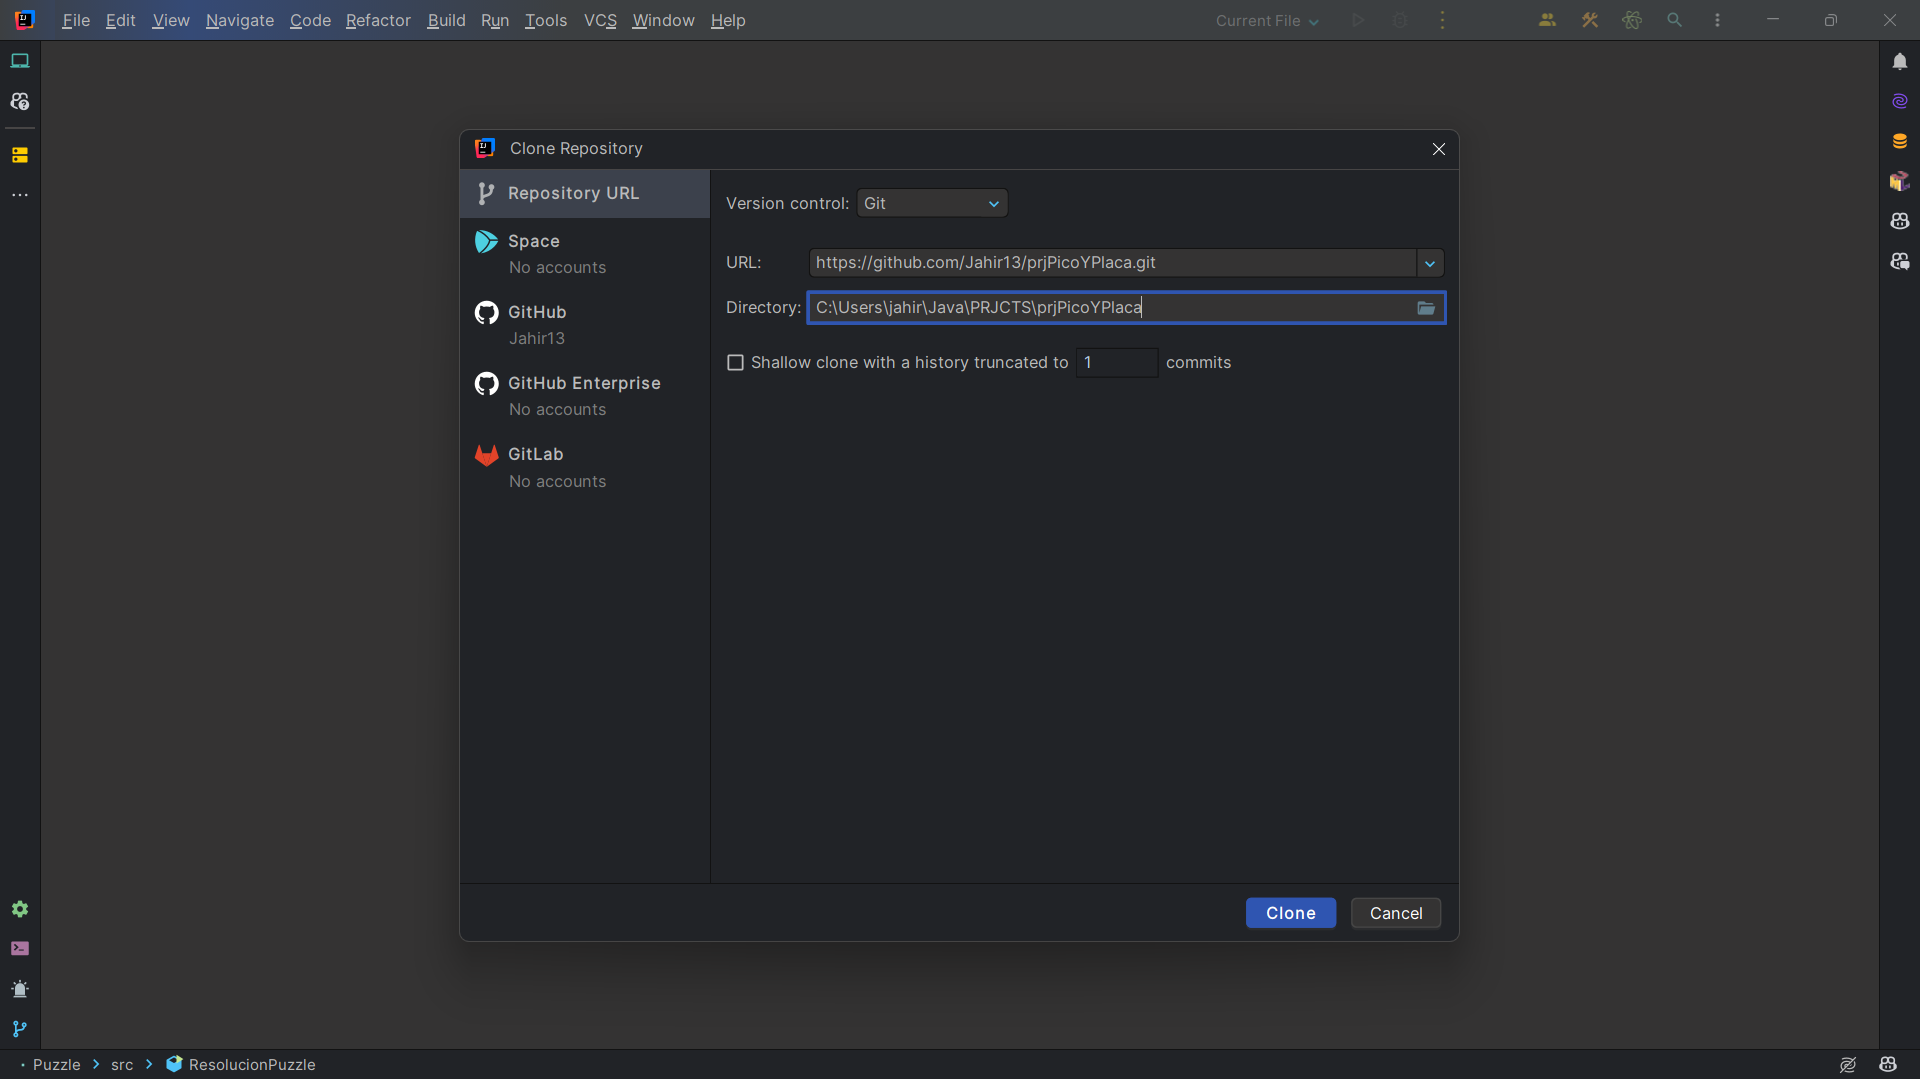 File Edit View Navigate Code Refactor Build Run Tools VCS Window Help Current File
Clone Repository
Repository URL
Space
No accounts
GitHub
Jahir13
GitHub Enterprise
No accounts
GitLab
No accounts
Version control: Git
URL: https://github.com/Jahir13/prjPicoYPlaca.git
Directory: C:\Users\jahir\Java\PRJCTS\prjPicoYPlaca
Shallow clone with a history truncated to 1 commits
Clone Cancel
Puzzle src ResolucionPuzzle